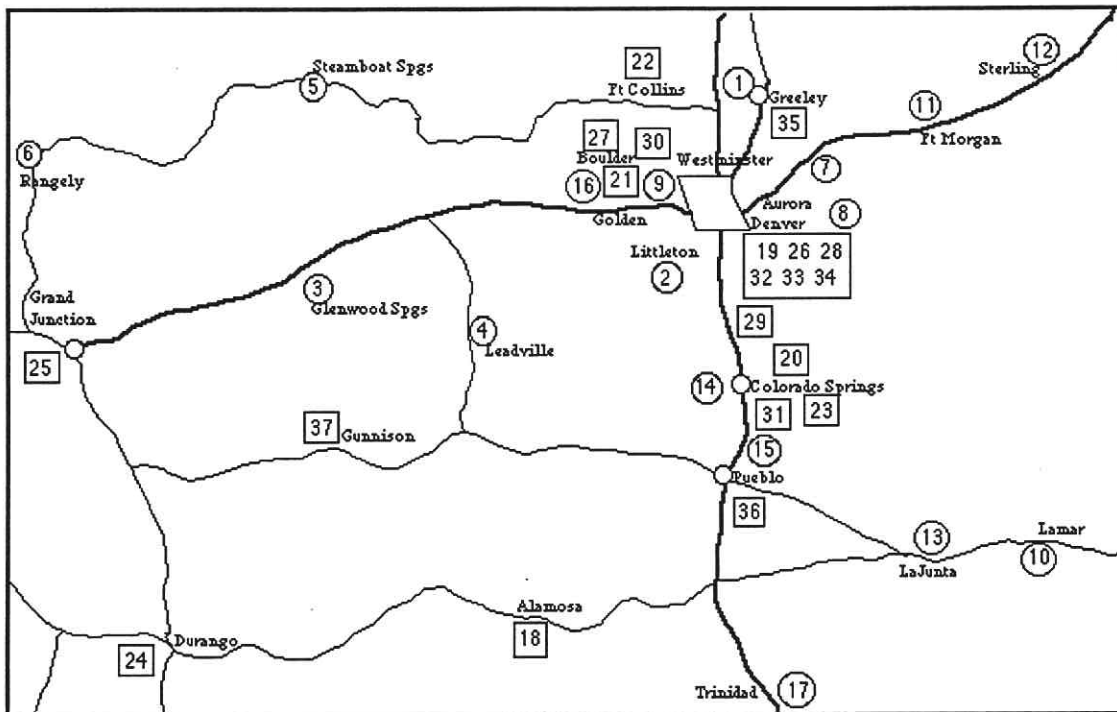 Steamboat Spgs
5
22
Ft Collins
1
Greeley
35
12
Sterling
11
Ft Morgan
6
Rangely
27
30
Boulder
16
21
9
Westminster
7
Golden
Aurora
Denver
8
Littleton
2
19 26 28
32 33 34
3
Glenwood Spgs
Grand
Junction
25
4
Leadville
29
20
14
Colorado Springs
31
23
37
Gunnison
15
Pueblo
36
13
LaJunta
Lamar
10
Alamosa
18
Durango
24
Trinidad
17